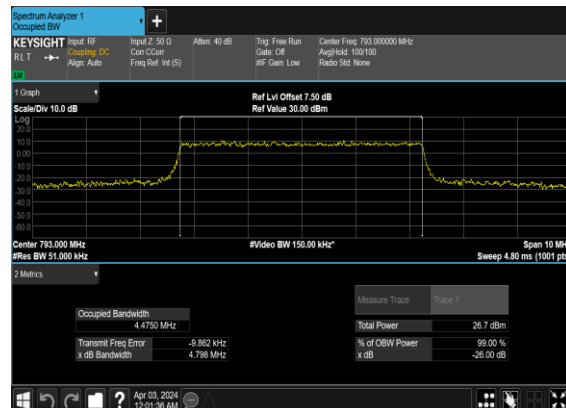 Spectrum Analyzer 1
Occupied BW
+
KEYSIGHT
RLT
Input: RF
Coupling: DC
Align: Auto
Input Z: 50 Ω
Corr CCorr
Freq Ref: Int (S)
Atten: 40 dB
Trig: Free Run
Gate: Off
#IF Gain: Low
Center Freq: 793.000000 MHz
Avg|Hold: 100/100
Radio Std: None
1 Graph
Scale/Div 10.0 dB
Ref Lvl Offset 7.50 dB
Ref Value 30.00 dBm
Log
20.0
10.0
0.00
-10.0
-20.0
-30.0
-40.0
-50.0
-60.0
Center 793.000 MHz
#Res BW 51.000 kHz
#Video BW 150.00 kHz*
Span 10 MH
Sweep 4.80 ms (1001 pts
2 Metrics
Measure Trace Trace 1
Occupied Bandwidth
4.4750 MHz
Total Power 26.7 dBm
Transmit Freq Error -9.862 kHz
% of OBW Power 99.00 %
x dB Bandwidth 4.798 MHz
x dB -26.00 dB
?
Apr 03, 2024
12:01:36 AM